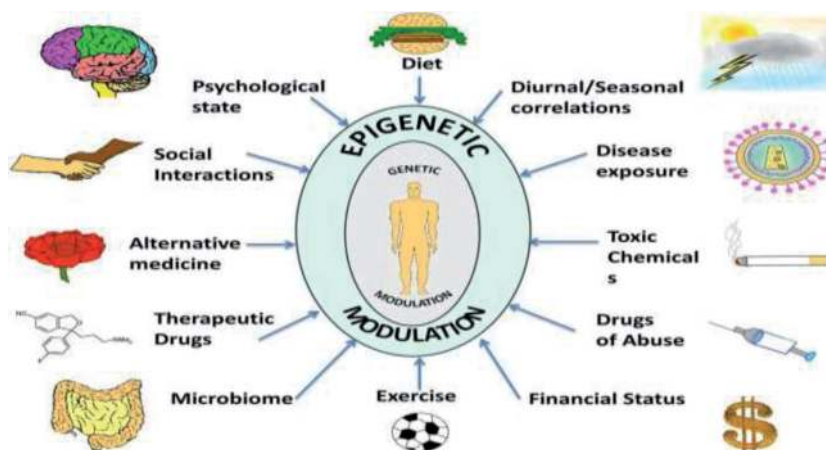 Diet
Psychological
state
Diurnal/Seasonal
correlations
EPIGENETIC
Social
Interactions
Disease
exposure
GENETIC
Alternative
medicine
Toxic
Chemical
s
MODULATION
MODULATION
Therapeutic
Drugs
Drugs
of Abuse
Microbiome
Exercise
Financial Status
$